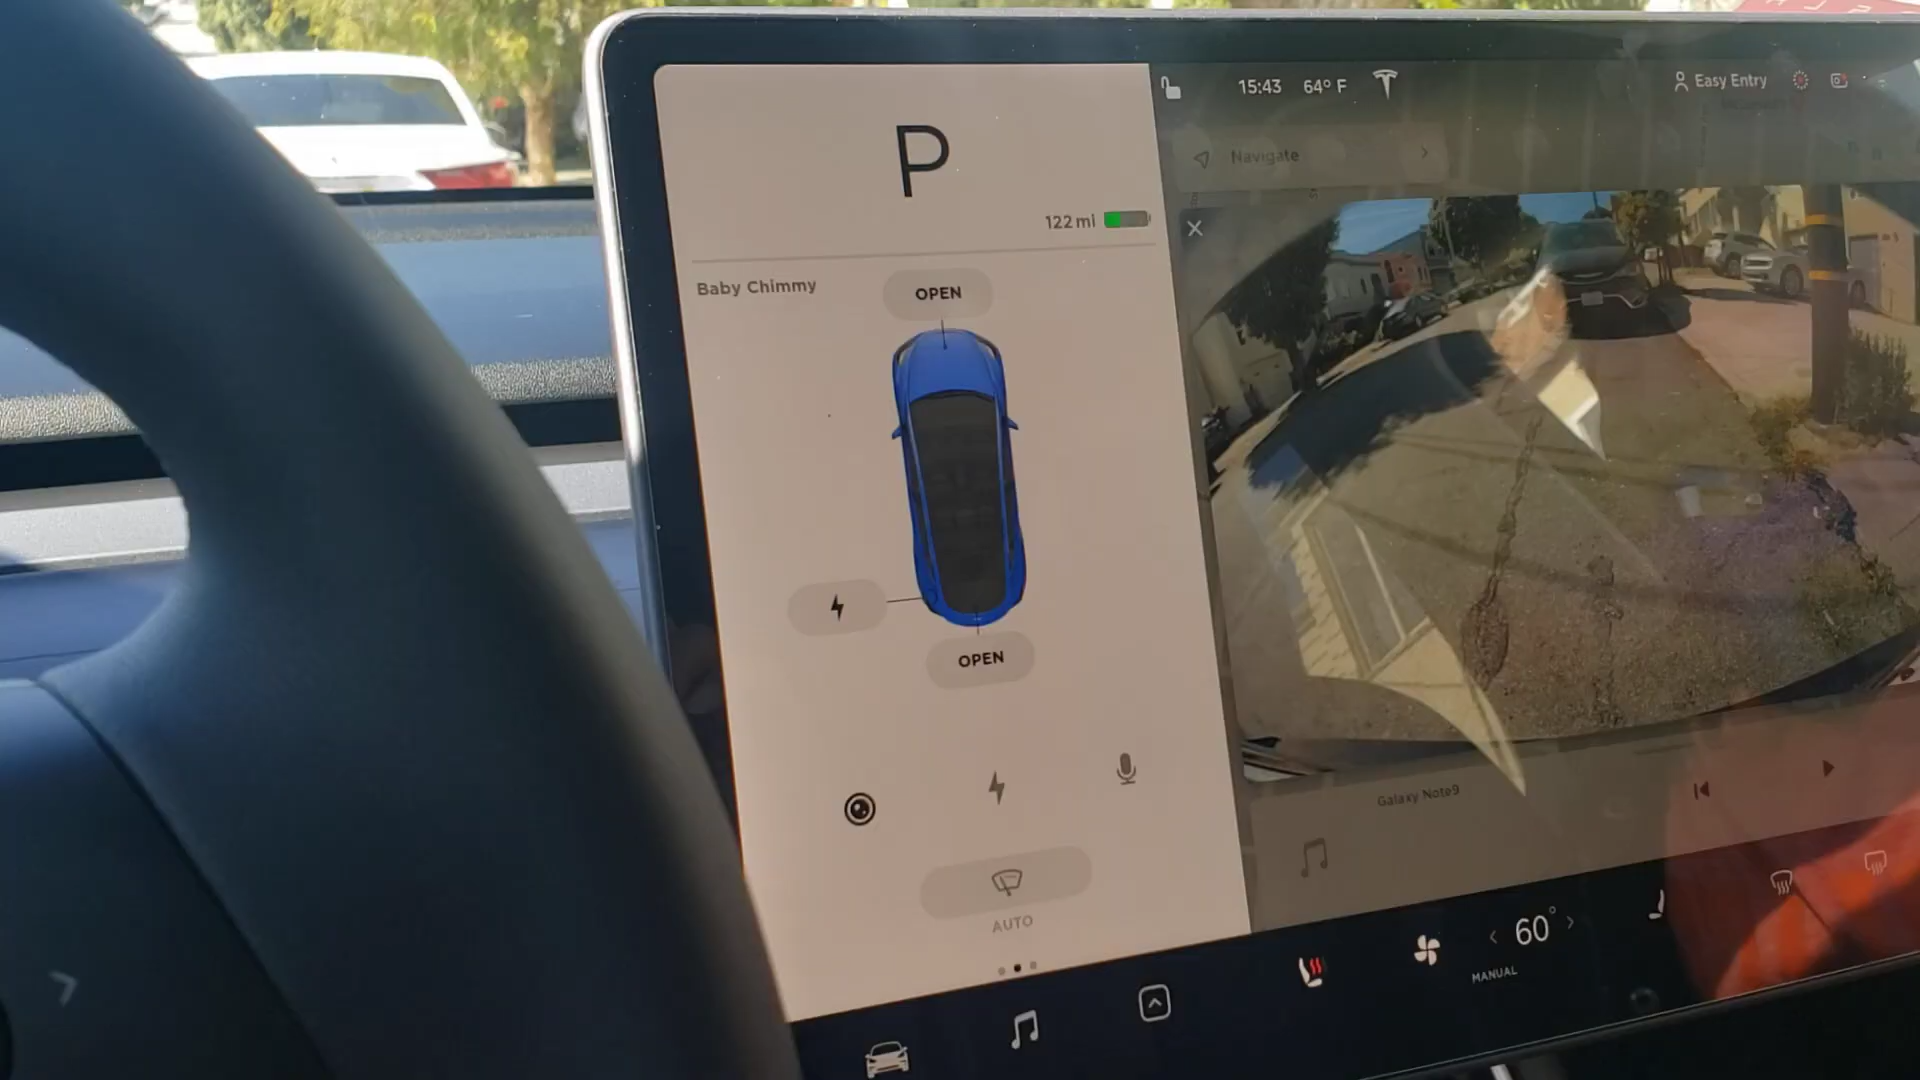 P
122 mi
Baby Chimmy
OPEN
OPEN
AUTO
15:43 64° F
Easy Entry
Navigate
Galaxy Note9
60°
MANUAL